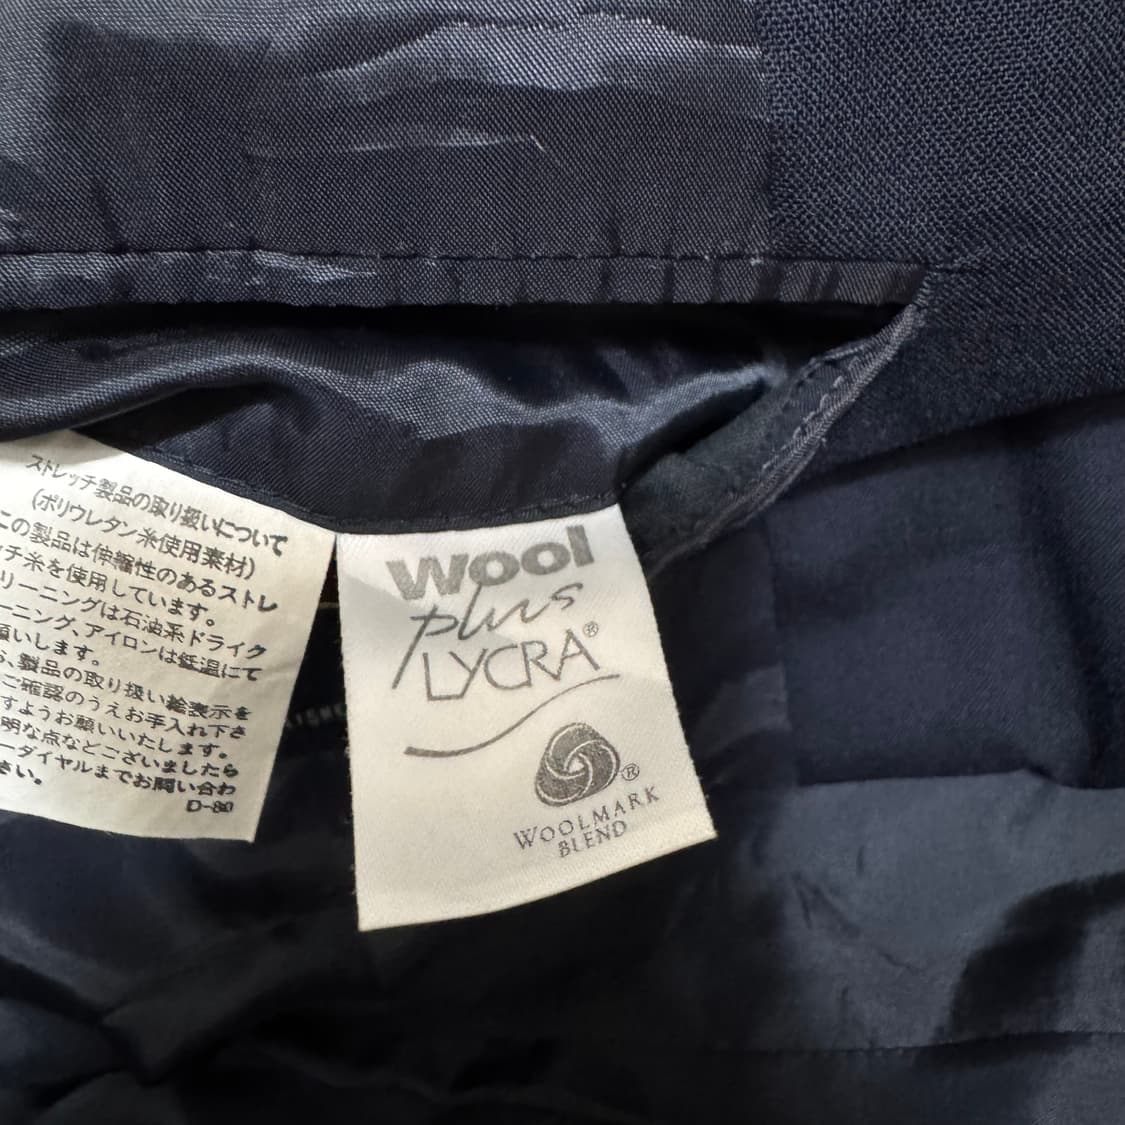 ストレッチ製品の取り扱いについて
(ポリウレタン糸使用素材)
この製品は伸縮性のあるストレ
ッチ糸を使用しています。
リーニングは石油系ドライク
ーニング、アイロンは低温にて
願いします。
、製品の取り扱い絵表示を
ご確認のうえお手入れ下さ
すようお願いいたします。
明な点などございましたら
ーダイヤルまでお問い合わ
さい。
D-80
Wool
plus
LYCRA®
®
WOOLMARK
BLEND